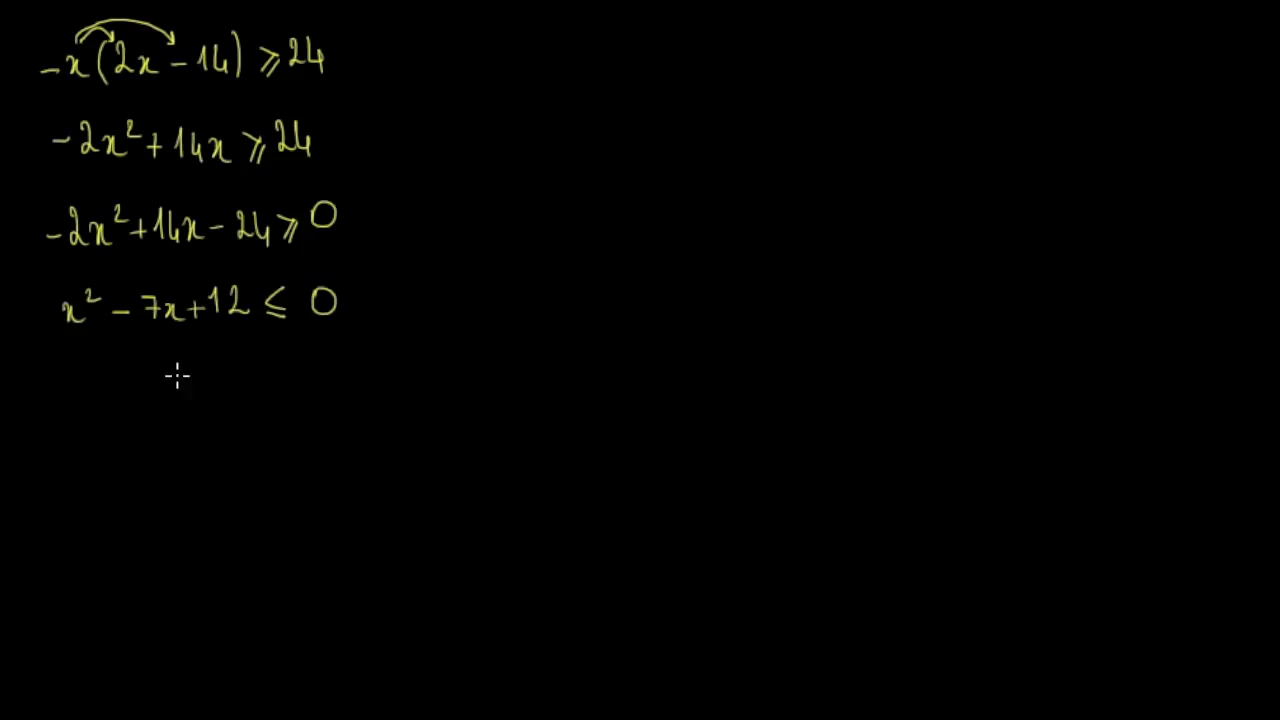 -x(2x-14) ⩾ 24
-2x²+14x ⩾ 24
-2x²+14x-24 ⩾ 0
x²-7x+12 ≤ 0